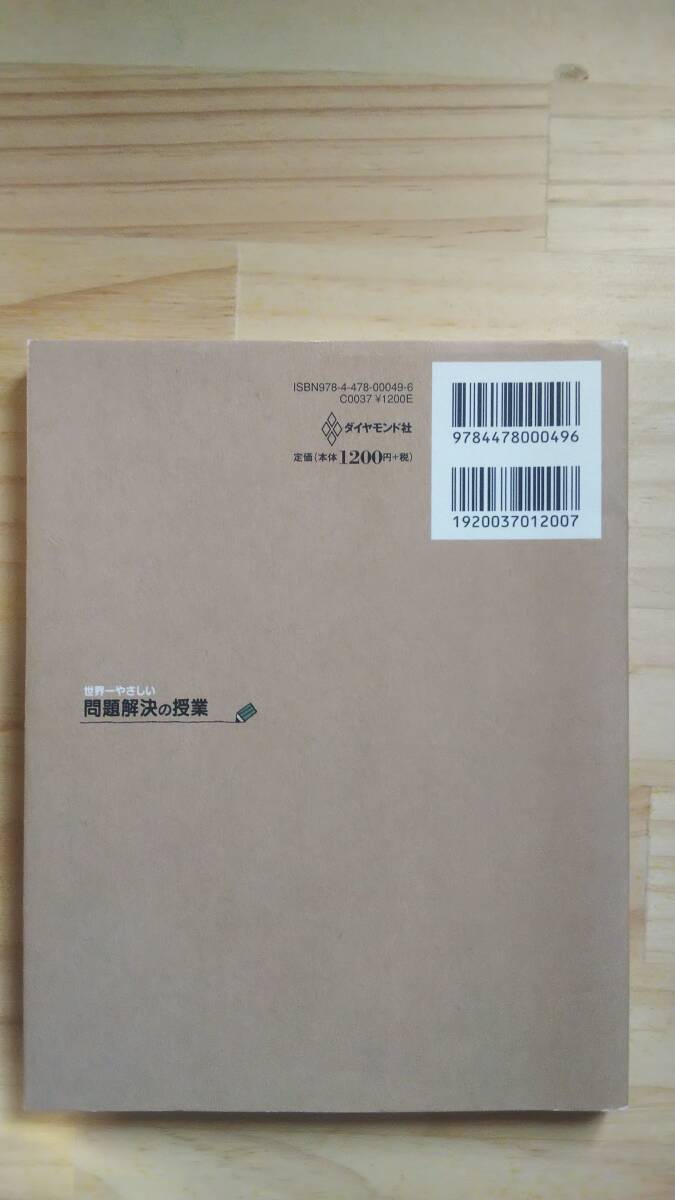 ISBN978-4-478-00049-6
C0037 ¥1200E
ダイヤモンド社
定価(本体1200円+税)
9784478000496
1920037012007
世界一やさしい
問題解決の授業